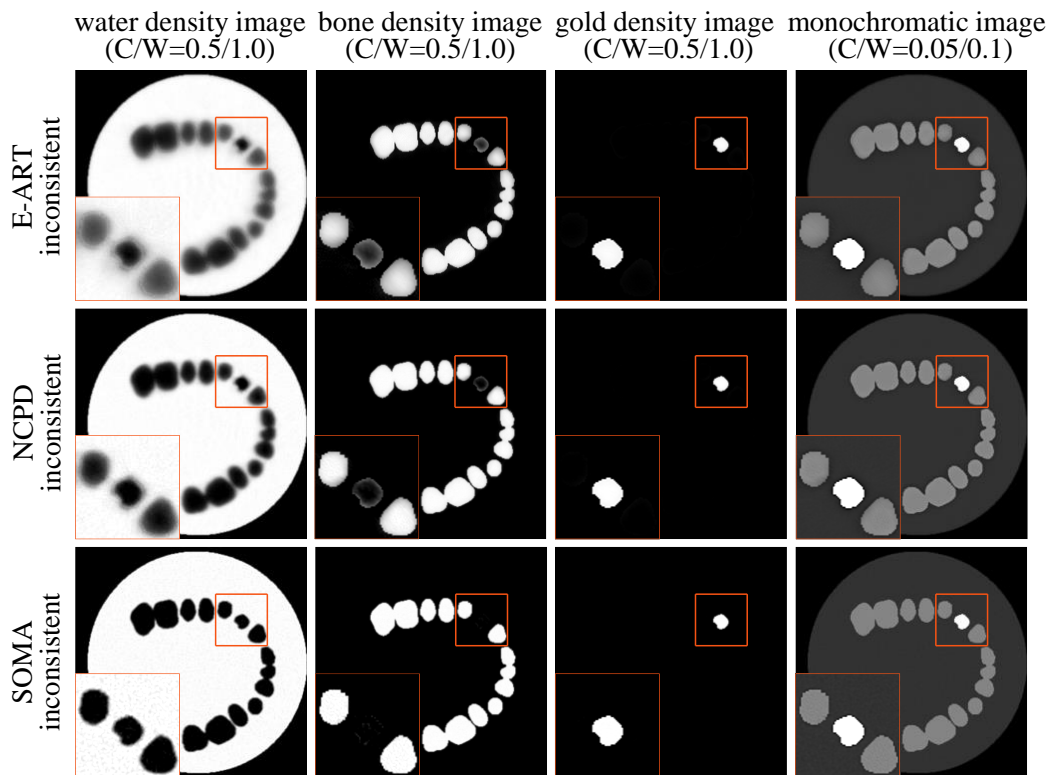 water density image bone density image gold density image monochromatic image
(C/W=0.5/1.0) (C/W=0.5/1.0) (C/W=0.5/1.0) (C/W=0.05/0.1)
E-ART
inconsistent
NCPD
inconsistent
SOMA
inconsistent